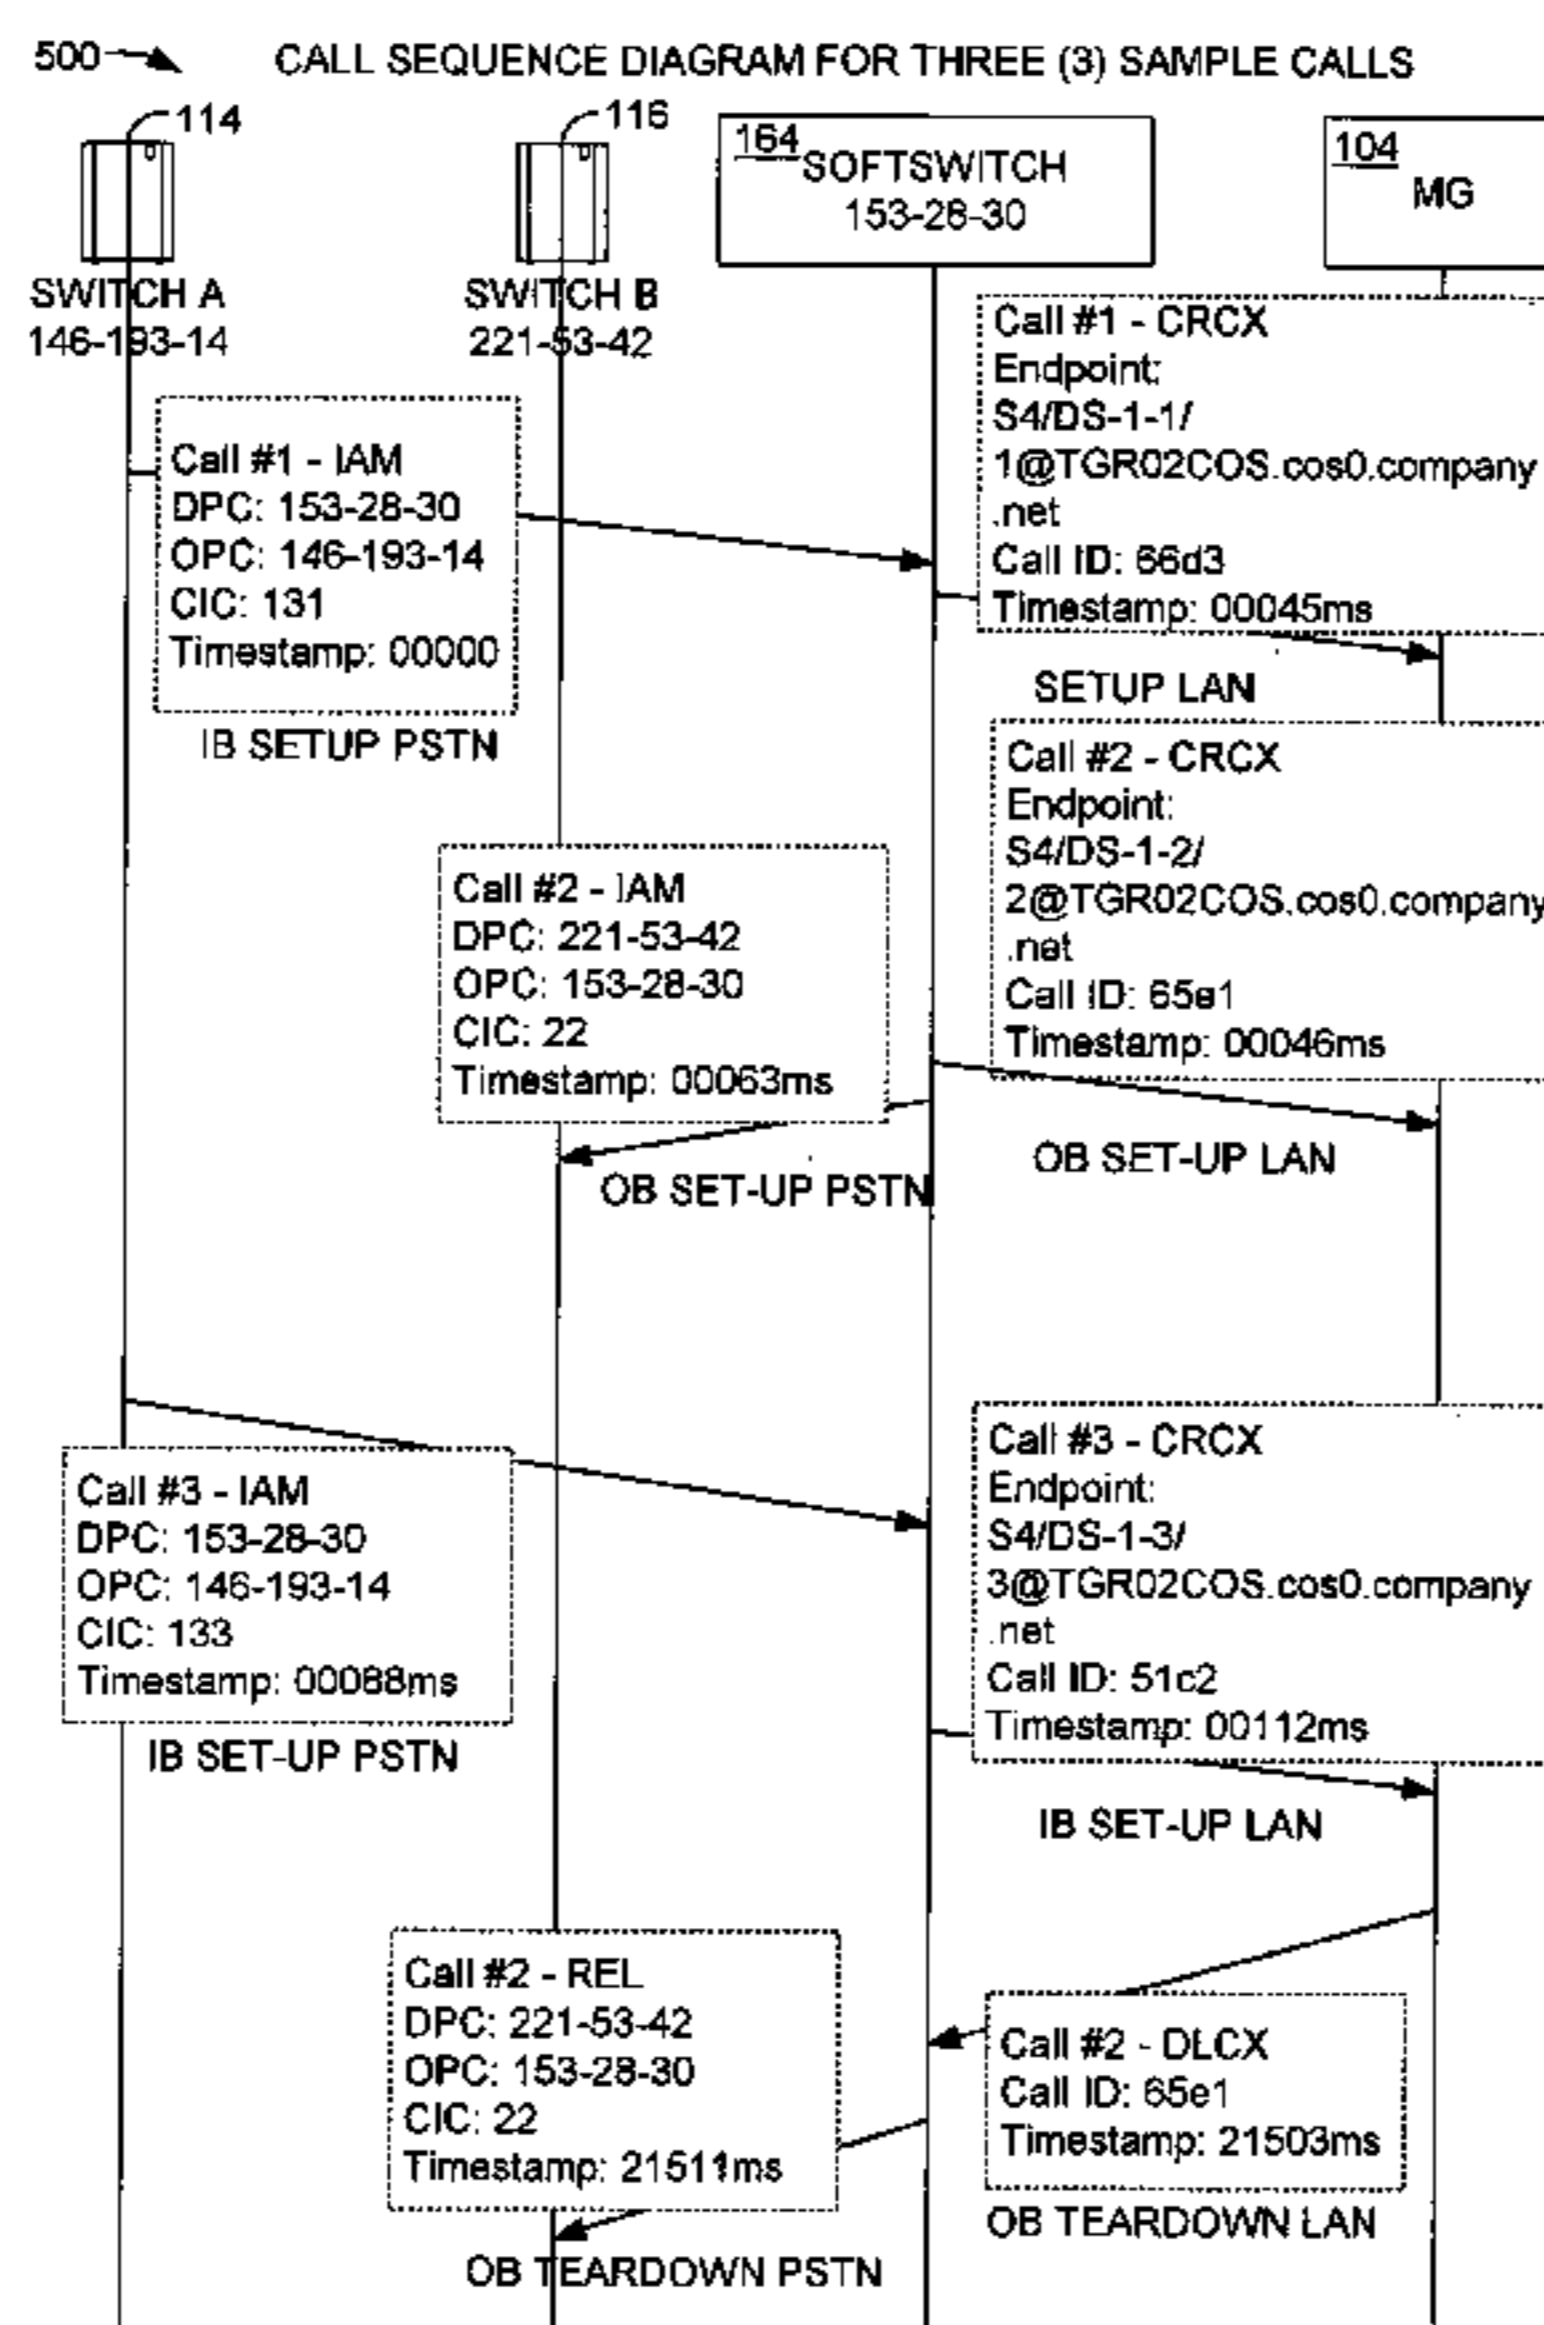 500
CALL SEQUENCE DIAGRAM FOR THREE (3) SAMPLE CALLS
114
116
164
SOFTSWITCH
153-28-30
104
MG
SWITCH A
146-193-14
SWITCH B
221-53-42
Call #1 - CRCX
Endpoint:
S4/DS-1-1/
1@TGR02COS.cos0.company
.net
Call ID: 66d3
Timestamp: 00045ms
SETUP LAN
Call #1 - IAM
DPC: 153-28-30
OPC: 146-193-14
CIC: 131
Timestamp: 00000
IB SETUP PSTN
Call #2 - CRCX
Endpoint:
S4/DS-1-2/
2@TGR02COS.cos0.company
.net
Call ID: 65e1
Timestamp: 00046ms
OB SET-UP LAN
Call #2 - IAM
DPC: 221-53-42
OPC: 153-28-30
CIC: 22
Timestamp: 00063ms
OB SET-UP PSTN
Call #3 - IAM
DPC: 153-28-30
OPC: 146-193-14
CIC: 133
Timestamp: 00088ms
IB SET-UP PSTN
Call #3 - CRCX
Endpoint:
S4/DS-1-3/
3@TGR02COS.cos0.company
.net
Call ID: 51c2
Timestamp: 00112ms
IB SET-UP LAN
Call #2 - REL
DPC: 221-53-42
OPC: 153-28-30
CIC: 22
Timestamp: 21511ms
OB TEARDOWN PSTN
Call #2 - DLCX
Call ID: 65e1
Timestamp: 21503ms
OB TEARDOWN LAN